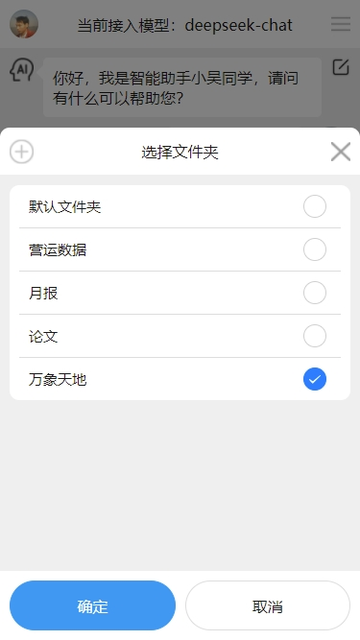 当前接入模型：deepseek-chat
AI
你好，我是智能助手小吴同学，请问
有什么可以帮助您？
选择文件夹
默认文件夹
营运数据
月报
论文
万象天地
确定
取消